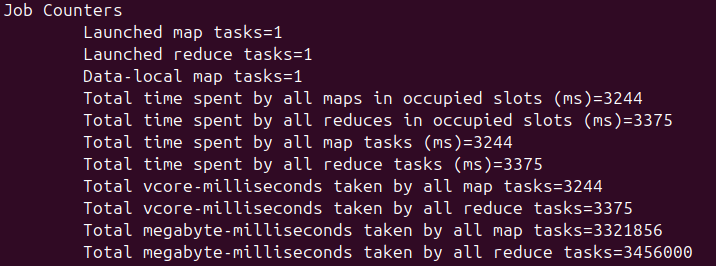 Job Counters
Launched map tasks=1
Launched reduce tasks=1
Data-local map tasks=1
Total time spent by all maps in occupied slots (ms)=3244
Total time spent by all reduces in occupied slots (ms)=3375
Total time spent by all map tasks (ms)=3244
Total time spent by all reduce tasks (ms)=3375
Total vcore-milliseconds taken by all map tasks=3244
Total vcore-milliseconds taken by all reduce tasks=3375
Total megabyte-milliseconds taken by all map tasks=3321856
Total megabyte-milliseconds taken by all reduce tasks=3456000